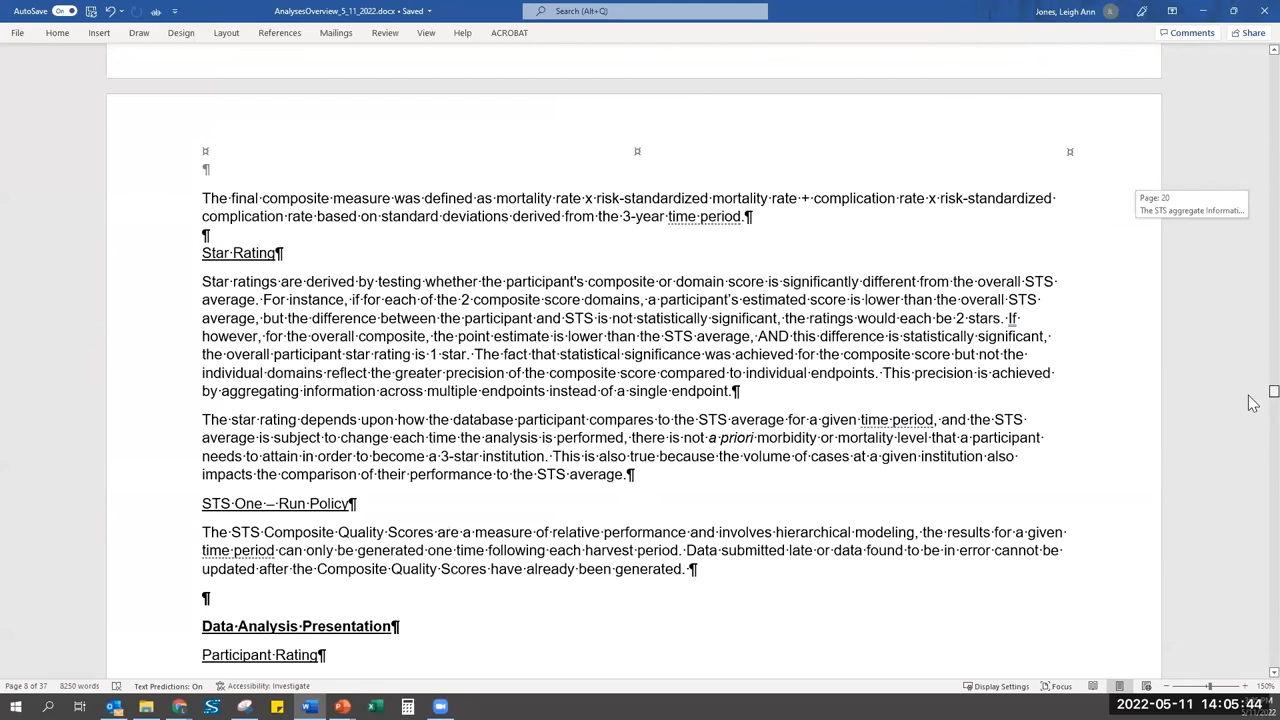 AutoSave On AnalysesOverview_5_11_2022.docx • Saved Search (Alt+Q) Jones, Leigh Ann
File Home Insert Draw Design Layout References Mailings Review View Help ACROBAT Comments Share
The final composite measure was defined as mortality rate x risk-standardized mortality rate + complication rate x risk-standardized
complication rate based on standard deviations derived from the 3-year time period.¶
Page: 20
The STS aggregate Informati...
¶
Star Rating¶
Star ratings are derived by testing whether the participant's composite or domain score is significantly different from the overall STS
average. For instance, if for each of the 2 composite score domains, a participant's estimated score is lower than the overall STS
average, but the difference between the participant and STS is not statistically significant, the ratings would each be 2 stars. If
however, for the overall composite, the point estimate is lower than the STS average, AND this difference is statistically significant,
the overall participant star rating is 1 star. The fact that statistical significance was achieved for the composite score but not the
individual domains reflect the greater precision of the composite score compared to individual endpoints. This precision is achieved
by aggregating information across multiple endpoints instead of a single endpoint.¶
The star rating depends upon how the database participant compares to the STS average for a given time period, and the STS
average is subject to change each time the analysis is performed, there is not a priori morbidity or mortality level that a participant
needs to attain in order to become a 3-star institution. This is also true because the volume of cases at a given institution also
impacts the comparison of their performance to the STS average.¶
STS One – Run Policy¶
The STS Composite Quality Scores are a measure of relative performance and involves hierarchical modeling, the results for a given
time period can only be generated one time following each harvest period. Data submitted late or data found to be in error cannot be
updated after the Composite Quality Scores have already been generated. ¶
¶
Data Analysis Presentation¶
Participant Rating¶
Page 8 of 37 8250 words Text Predictions: On Accessibility: Investigate Display Settings Focus 150%
2022-05-11 14:05:44